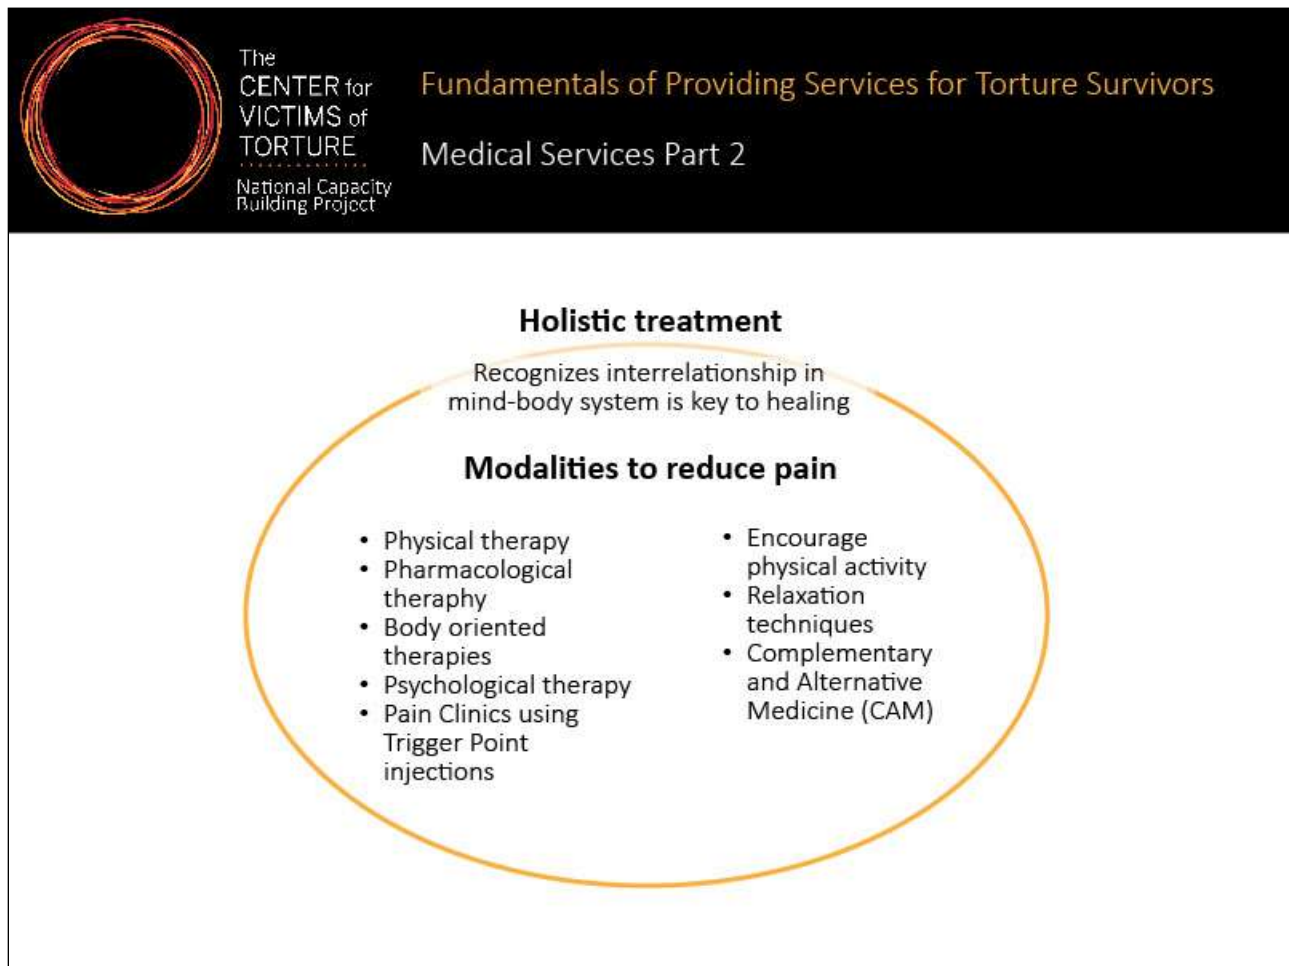 The
CENTER for
VICTIMS of
TORTURE
National Capacity
Building Project
Fundamentals of Providing Services for Torture Survivors
Medical Services Part 2
Holistic treatment
Recognizes interrelationship in
mind-body system is key to healing
Modalities to reduce pain
• Physical therapy
• Pharmacological
theraphy
• Body oriented
therapies
• Psychological therapy
• Pain Clinics using
Trigger Point
injections
• Encourage
physical activity
• Relaxation
techniques
• Complementary
and Alternative
Medicine (CAM)